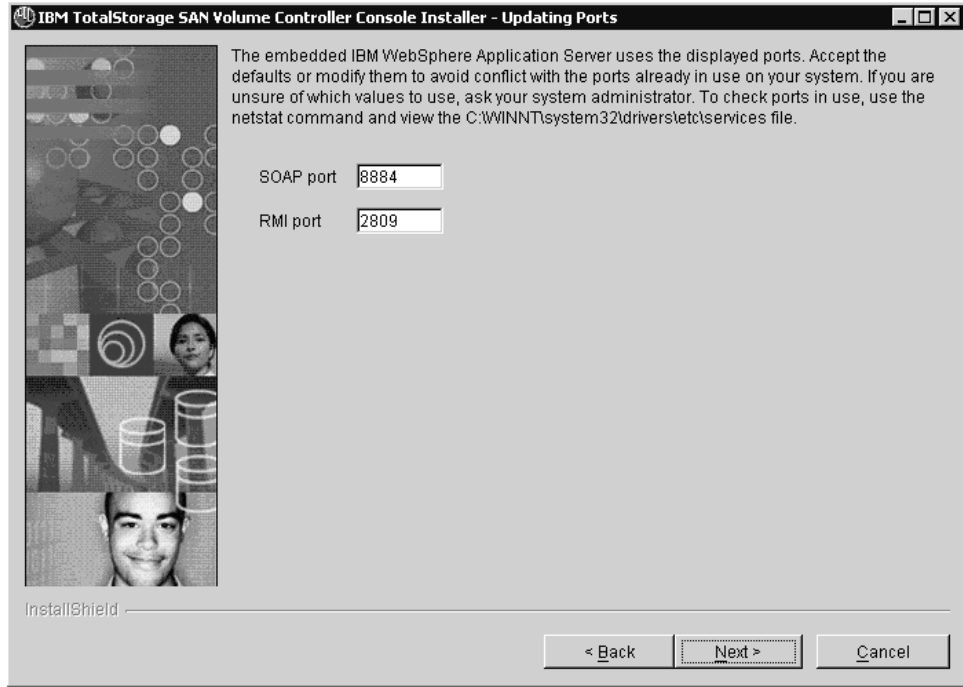 IBM TotalStorage SAN Volume Controller Console Installer - Updating Ports
The embedded IBM WebSphere Application Server uses the displayed ports. Accept the
defaults or modify them to avoid conflict with the ports already in use on your system. If you are
unsure of which values to use, ask your system administrator. To check ports in use, use the
netstat command and view the C:\WINNT\system32\drivers\etc\services file.
SOAP port 8884
RMI port 2809
InstallShield
< Back Next > Cancel